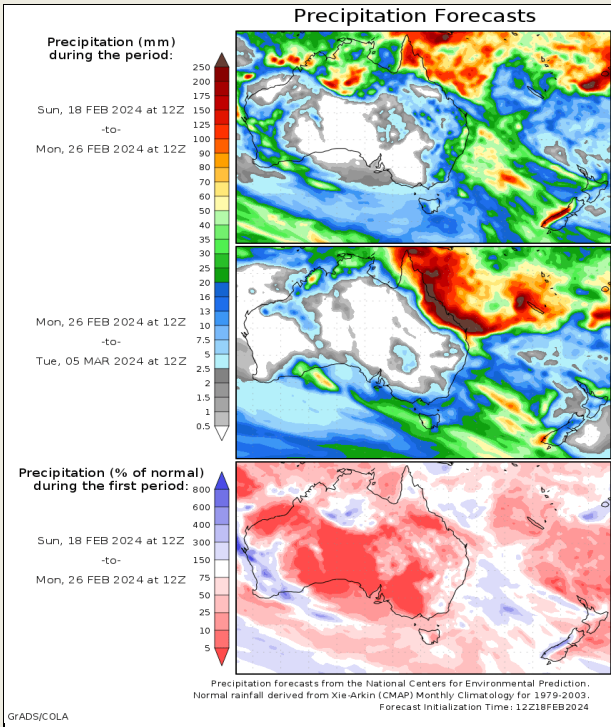 Precipitation Forecasts
Precipitation (mm)
during the period:
Sun, 18 FEB 2024 at 12Z
-to-
Mon, 26 FEB 2024 at 12Z
250
200
175
150
125
100
90
80
70
60
50
40
35
30
25
20
16
13
10
7.5
5
2.5
2
1.5
1
0.5
Mon, 26 FEB 2024 at 12Z
-to-
Tue, 05 MAR 2024 at 12Z
Precipitation (% of normal)
during the first period:
Sun, 18 FEB 2024 at 12Z
-to-
Mon, 26 FEB 2024 at 12Z
800
600
400
300
150
75
50
25
10
5
Precipitation forecasts from the National Centers for Environmental Prediction.
Normal rainfall derived from Xie-Arkin (CMAP) Monthly Climatology for 1979-2003.
Forecast Initialization Time: 12Z18FEB2024
GrADS/COLA